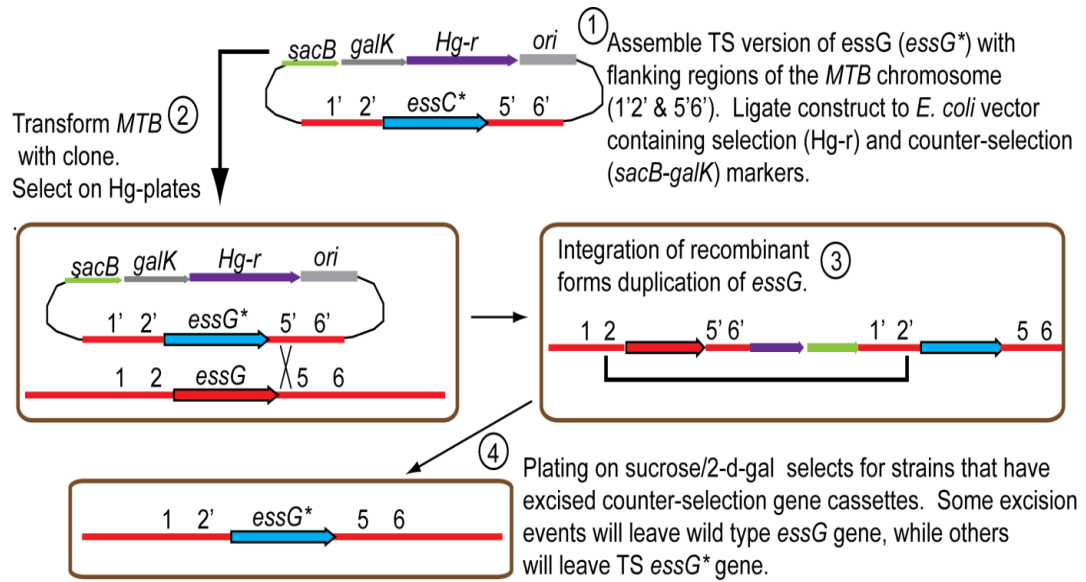 sacB galK Hg-r ori
1' 2' essC* 5' 6'
1 Assemble TS version of essG (essG*) with
flanking regions of the MTB chromosome
(1'2' & 5'6'). Ligate construct to E. coli vector
containing selection (Hg-r) and counter-selection
(sacB-galK) markers.
Transform MTB 2
with clone.
Select on Hg-plates
sacB galK Hg-r ori
1' 2' essG* 5' 6'
1 2 essG 5 6
Integration of recombinant 3
forms duplication of essG.
1 2 5' 6' 1' 2' 5 6
4 Plating on sucrose/2-d-gal selects for strains that have
excised counter-selection gene cassettes. Some excision
events will leave wild type essG gene, while others
will leave TS essG* gene.
1 2' essG* 5 6